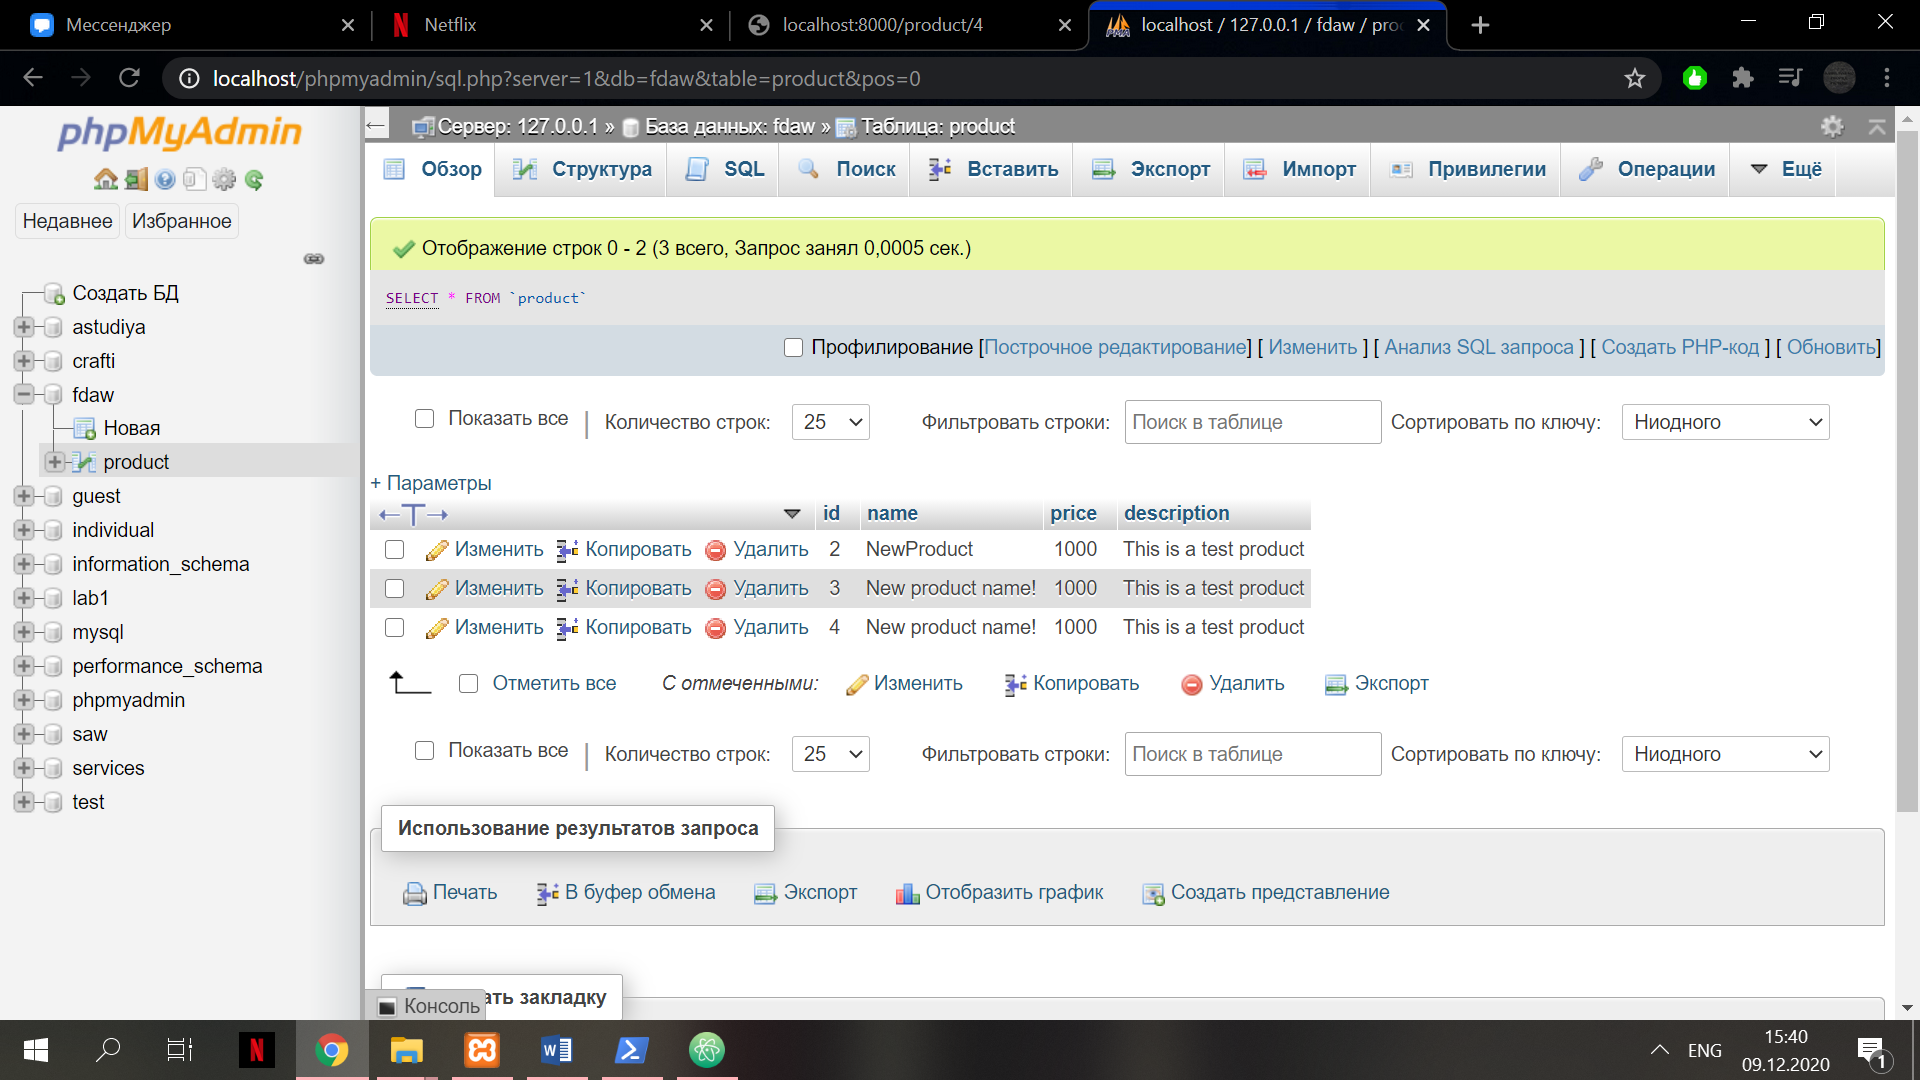 Мессенджер
Netflix
localhost:8000/product/4
localhost / 127.0.0.1 / fdaw / pro
localhost/phpmyadmin/sql.php?server=1&db=fdaw&table=product&pos=0
phpMyAdmin
Недавнее Избранное
Создать БД
astudiya
crafti
fdaw
Новая
product
guest
individual
information_schema
lab1
mysql
performance_schema
phpmyadmin
saw
services
test
Сервер: 127.0.0.1 » База данных: fdaw » Таблица: product
Обзор Структура SQL Поиск Вставить Экспорт Импорт Привилегии Операции Ещё
Отображение строк 0 - 2 (3 всего, Запрос занял 0,0005 сек.)
SELECT * FROM `product`
Профилирование [Построчное редактирование] [ Изменить ] [ Анализ SQL запроса ] [ Создать PHP-код ] [ Обновить]
Показать все | Количество строк: 25 Фильтровать строки: Поиск в таблице Сортировать по ключу: Ниодного
+ Параметры
←T→ id name price description
Изменить Копировать Удалить 2 NewProduct 1000 This is a test product
Изменить Копировать Удалить 3 New product name! 1000 This is a test product
Изменить Копировать Удалить 4 New product name! 1000 This is a test product
Отметить все С отмеченными: Изменить Копировать Удалить Экспорт
Показать все | Количество строк: 25 Фильтровать строки: Поиск в таблице Сортировать по ключу: Ниодного
Использование результатов запроса
Печать В буфер обмена Экспорт Отобразить график Создать представление
ать закладку
Консоль
ENG
15:40
09.12.2020
1